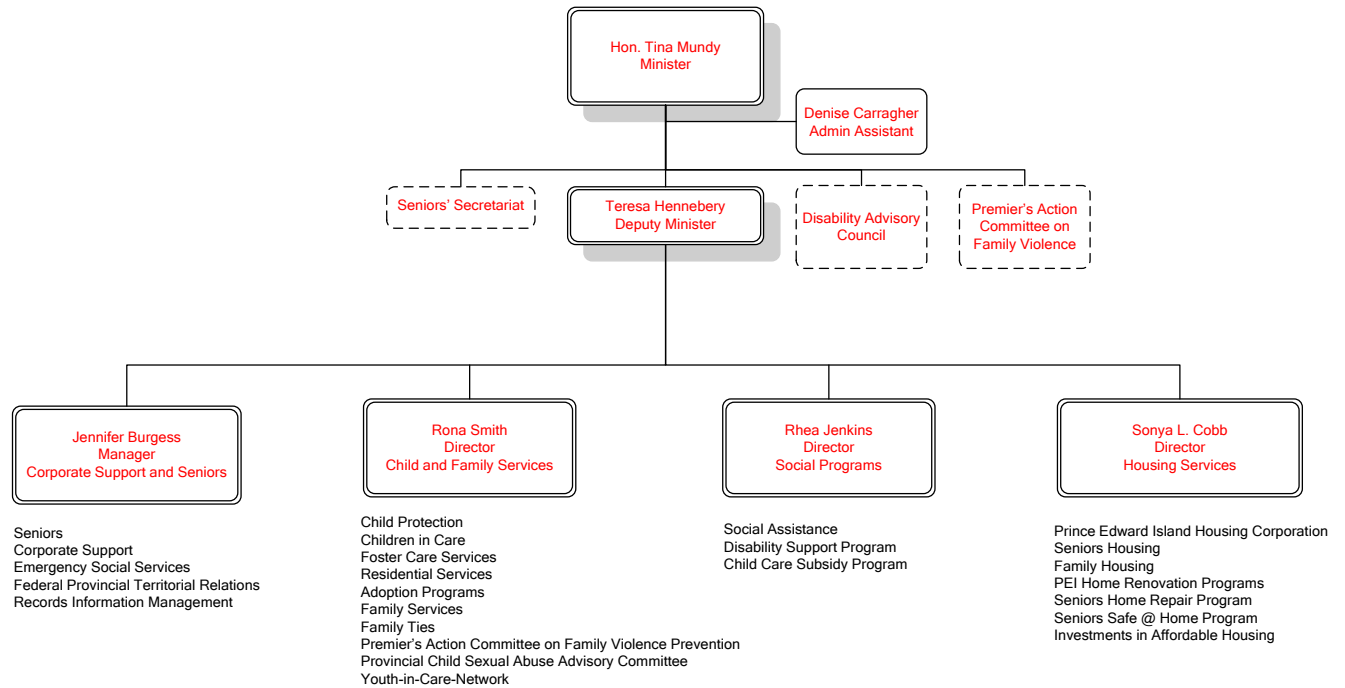 Hon. Tina Mundy
Minister
Denise Carragher
Admin Assistant
Seniors' Secretariat
Teresa Hennebery
Deputy Minister
Disability Advisory
Council
Premier's Action
Committee on
Family Violence
Jennifer Burgess
Manager
Corporate Support and Seniors
Rona Smith
Director
Child and Family Services
Rhea Jenkins
Director
Social Programs
Sonya L. Cobb
Director
Housing Services
Seniors
Corporate Support
Emergency Social Services
Federal Provincial Territorial Relations
Records Information Management
Child Protection
Children in Care
Foster Care Services
Residential Services
Adoption Programs
Family Services
Family Ties
Premier's Action Committee on Family Violence Prevention
Provincial Child Sexual Abuse Advisory Committee
Youth-in-Care-Network
Social Assistance
Disability Support Program
Child Care Subsidy Program
Prince Edward Island Housing Corporation
Seniors Housing
Family Housing
PEI Home Renovation Programs
Seniors Home Repair Program
Seniors Safe @ Home Program
Investments in Affordable Housing